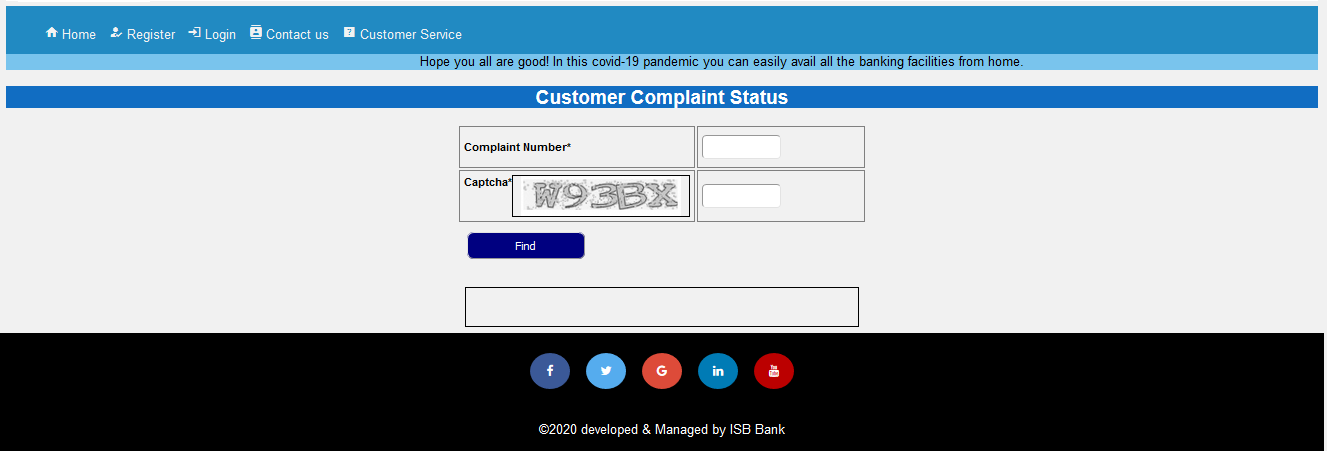 Home Register Login Contact us Customer Service
Hope you all are good! In this covid-19 pandemic you can easily avail all the banking facilities from home.
Customer Complaint Status
Complaint Number*
Captcha* W93BX
Find
©2020 developed & Managed by ISB Bank